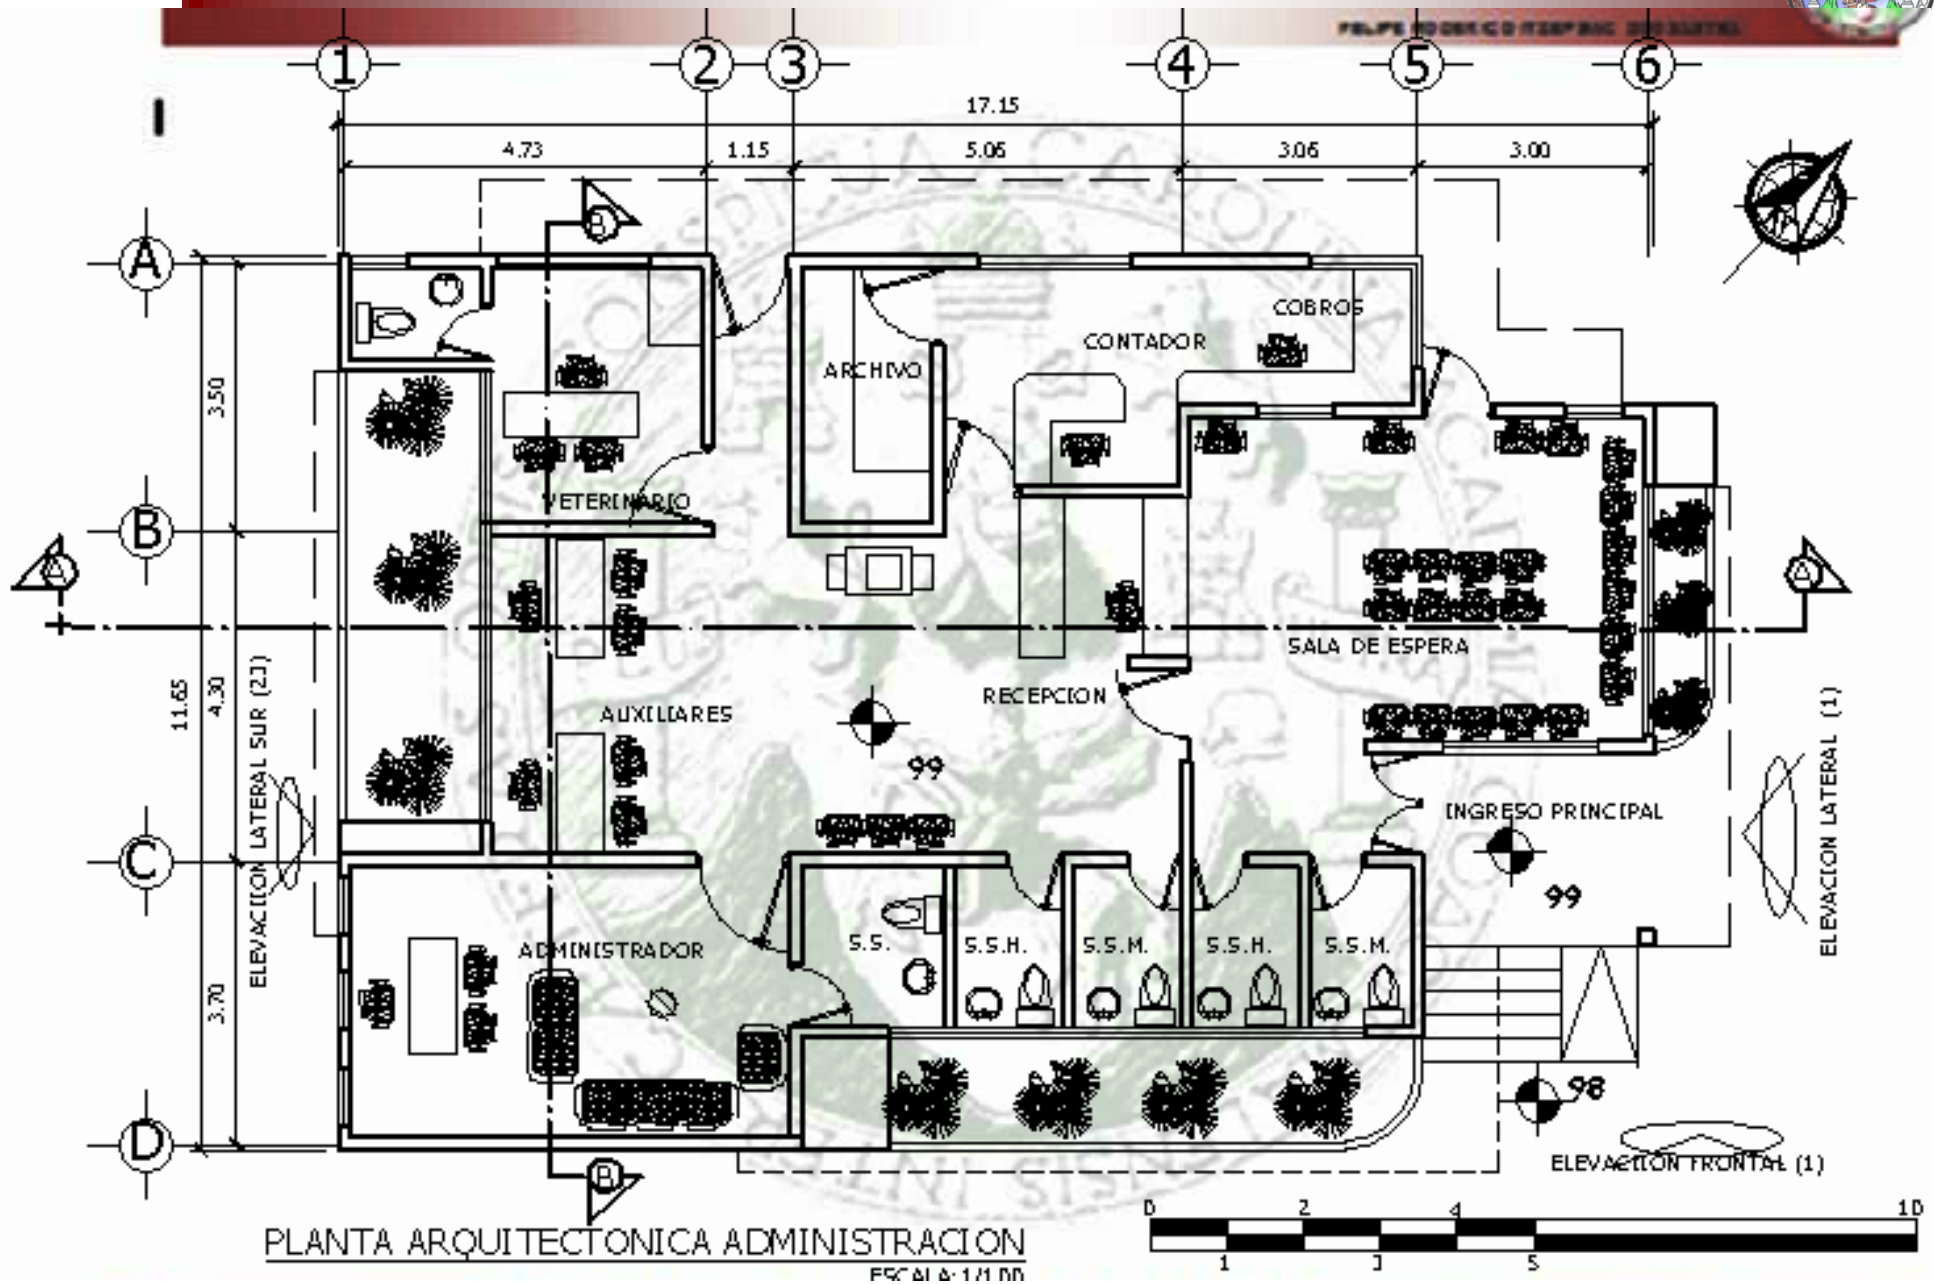 1 2 3 4 5 6
17.15
4.73 1.15 5.06 3.06 3.00
A
B
C
D
3.50
4.30
3.70
11.65
ELEVACION LATERAL SUR (2)
ELEVACION LATERAL (1)
COBROS
CONTADOR
ARCHIVO
VETERINARIO
SALA DE ESPERA
RECEPCION
AUXILIARES
99
INGRESO PRINCIPAL
99
ADMINISTRADOR
S.S. S.S.H. S.S.M. S.S.H. S.S.M.
98
B
ELEVACION FRONTAL (1)
PLANTA ARQUITECTONICA ADMINISTRACION
ESCALA: 1/100
0 2 4 10
1 3 5